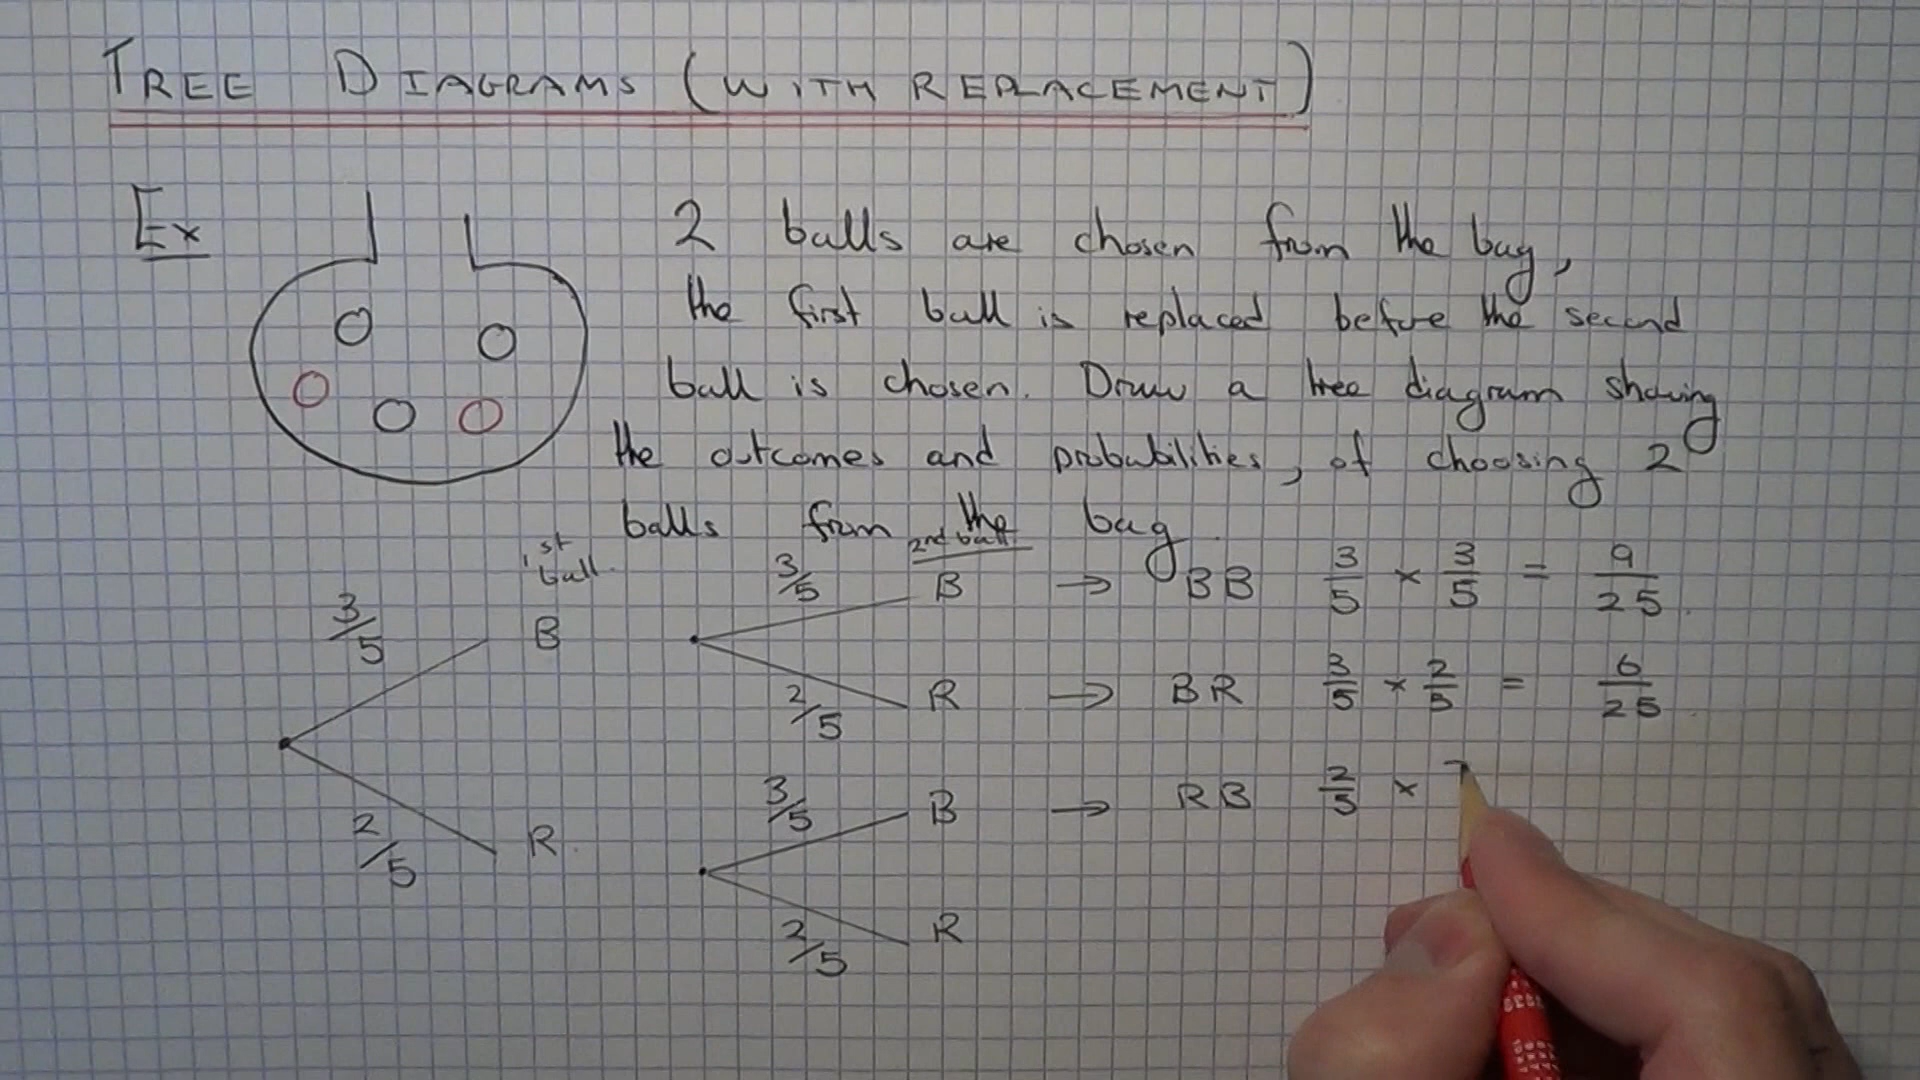 TREE DIAGRAMS (WITH REPLACEMENT)
Ex
2 balls are chosen from the bag,
the first ball is replaced before the second
ball is chosen. Draw a tree diagram showing
the outcomes and probabilities, of choosing 2
balls from the bag.
1st ball
2nd ball
3/5 B 3/5 B → BB 3/5 × 3/5 = 9/25
2/5 R → BR 3/5 × 2/5 = 6/25
2/5 R 3/5 B → RB 2/5 ×
2/5 R